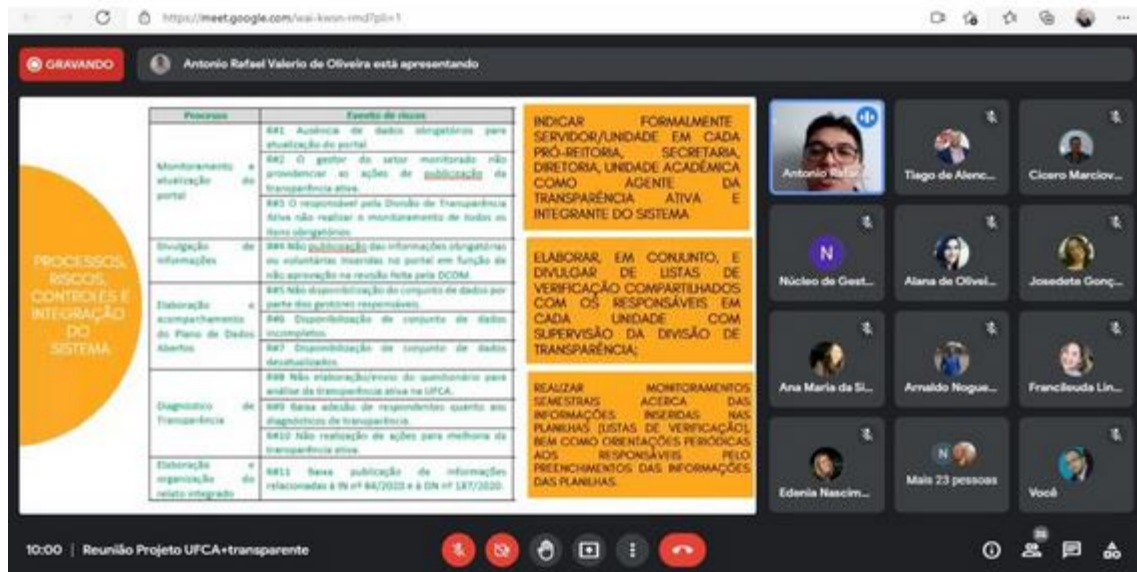 https://meet.google.com/
GRAVANDO
Antonio Rafael Valerio de Oliveira está apresentando
PROCESSOS,
RISCOS,
CONTROLES E
INTEGRAÇÃO
DO
SISTEMA
Processo
Evento de riscos
Monitoramento e
atualização do
portal
R#1 Ausência de dados obrigatórios para
atualização do portal.
R#2 O gestor do setor monitorado não
providenciar as ações de publicização da
transparência ativa.
R#3 O responsável pela Divisão de Transparência
Ativa não realizar o monitoramento de todos os
itens obrigatórios.
Divulgação de
informações
R#4 Não publicização das informações obrigatórias
ou voluntárias inseridas no portal em função de
não aprovação na revisão feita pela DCOM.
Elaboração e
acompanhamento
do Plano de Dados
Abertos
R#5 Não disponibilização do conjunto de dados por
parte dos gestores responsáveis.
R#6 Disponibilização de conjunto de dados
incompletos.
R#7 Disponibilização de conjunto de dados
desatualizados.
Diagnóstico de
Transparência
R#8 Não elaboração/envio do questionário para
análise da transparência ativa na UFCA.
R#9 Baixa adesão de respondentes quanto aos
diagnósticos de transparência.
R#10 Não realização de ações para melhoria da
transparência ativa.
Elaboração e
organização do
relato integrado
R#11 Baixa publicação de informações
relacionadas à IN nº 84/2020 e à DN nº 187/2020.
INDICAR FORMALMENTE
SERVIDOR/UNIDADE EM CADA
PRÓ-REITORIA, SECRETARIA,
DIRETORIA, UNIDADE ACADÊMICA
COMO AGENTE DA
TRANSPARÊNCIA ATIVA E
INTEGRANTE DO SISTEMA
ELABORAR, EM CONJUNTO, E
DIVULGAR DE LISTAS DE
VERIFICAÇÃO COMPARTILHADOS
COM OS RESPONSÁVEIS EM
CADA UNIDADE COM
SUPERVISÃO DA DIVISÃO DE
TRANSPARÊNCIA;
REALIZAR MONITORAMENTOS
SEMESTRAIS ACERCA DAS
INFORMAÇÕES INSERIDAS NAS
PLANILHAS (LISTAS DE VERIFICAÇÃO),
BEM COMO ORIENTAÇÕES PERIÓDICAS
AOS RESPONSÁVEIS PELO
PREENCHIMENTOS DAS INFORMAÇÕES
DAS PLANILHAS.
Antonio Rafae...
Tiago de Alenc...
Cicero Marciov...
N
Núcleo de Gest...
Alana de Olivei...
Josedete Gonç...
Ana Maria da Si...
Arnaldo Nogue...
Francileuda Lin...
Edenia Nascim...
N
Mais 23 pessoas
Você
10:00 | Reunião Projeto UFCA+transparente